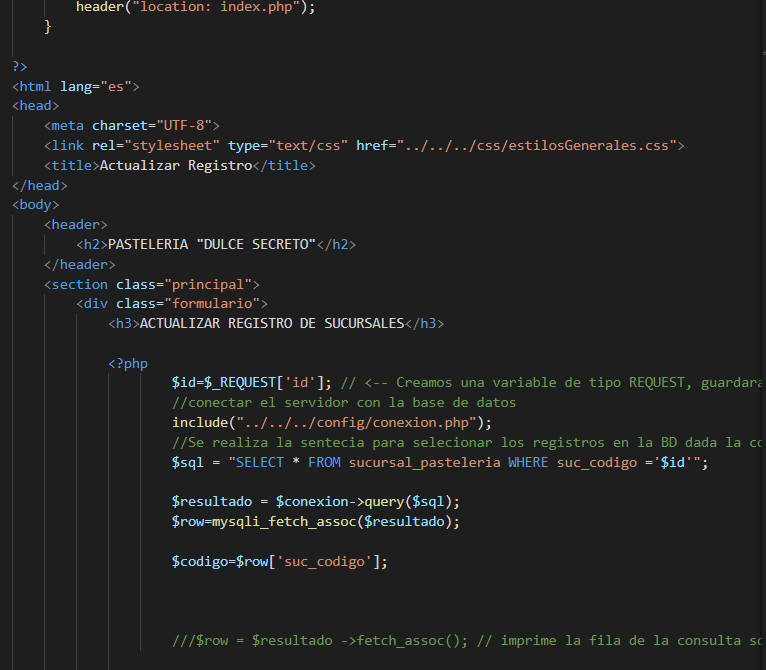 header("location: index.php");
}
?>
<html lang="es">
<head>
<meta charset="UTF-8">
<link rel="stylesheet" type="text/css" href="../../../css/estilosGenerales.css">
<title>Actualizar Registro</title>
</head>
<body>
<header>
<h2>PASTELERIA "DULCE SECRETO"</h2>
</header>
<section class="principal">
<div class="formulario">
<h3>ACTUALIZAR REGISTRO DE SUCURSALES</h3>
<?php
$id=$_REQUEST['id']; // <-- Creamos una variable de tipo REQUEST, guardara
//conectar el servidor con la base de datos
include("../../../config/conexion.php");
//Se realiza la sentecia para selecionar los registros en la BD dada la co
$sql = "SELECT * FROM sucursal_pasteleria WHERE suc_codigo ='$id'";
$resultado = $conexion->query($sql);
$row=mysqli_fetch_assoc($resultado);
$codigo=$row['suc_codigo'];
///$row = $resultado ->fetch_assoc(); // imprime la fila de la consulta so